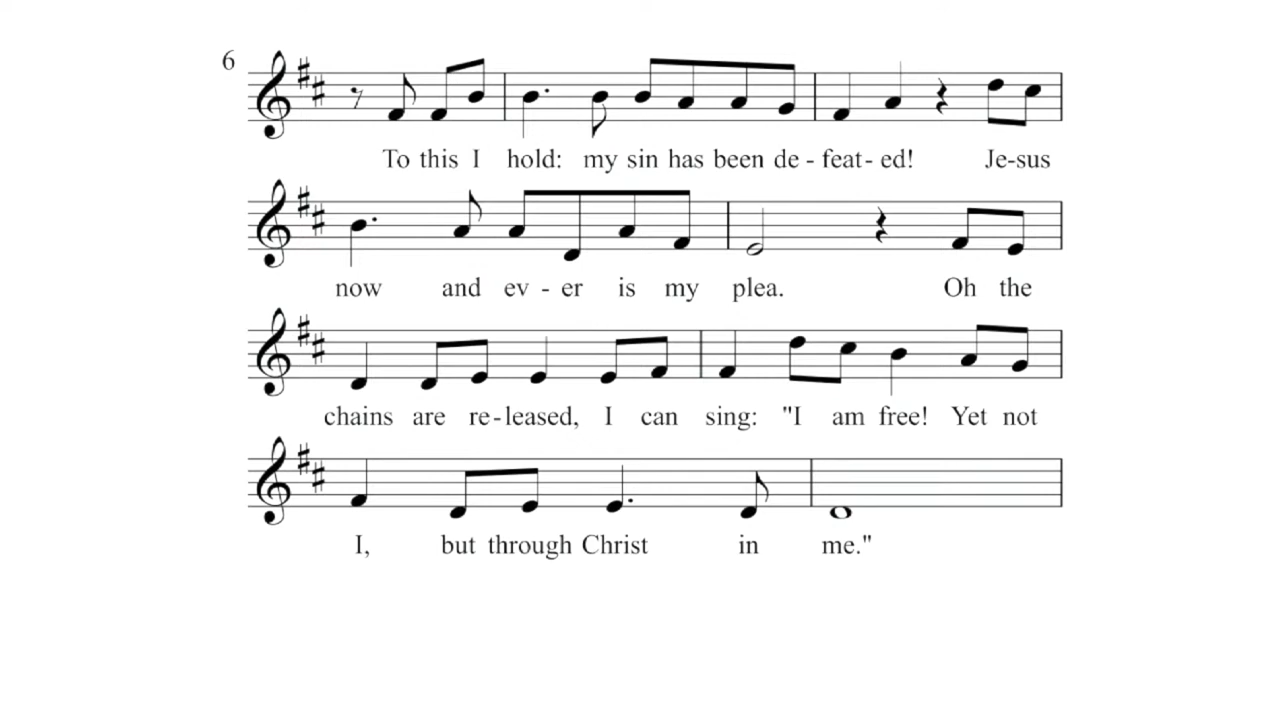 6
To this I hold: my sin has been de - feat - ed! Je-sus
now and ev - er is my plea. Oh the
chains are re-leased, I can sing: "I am free! Yet not
I, but through Christ in me."